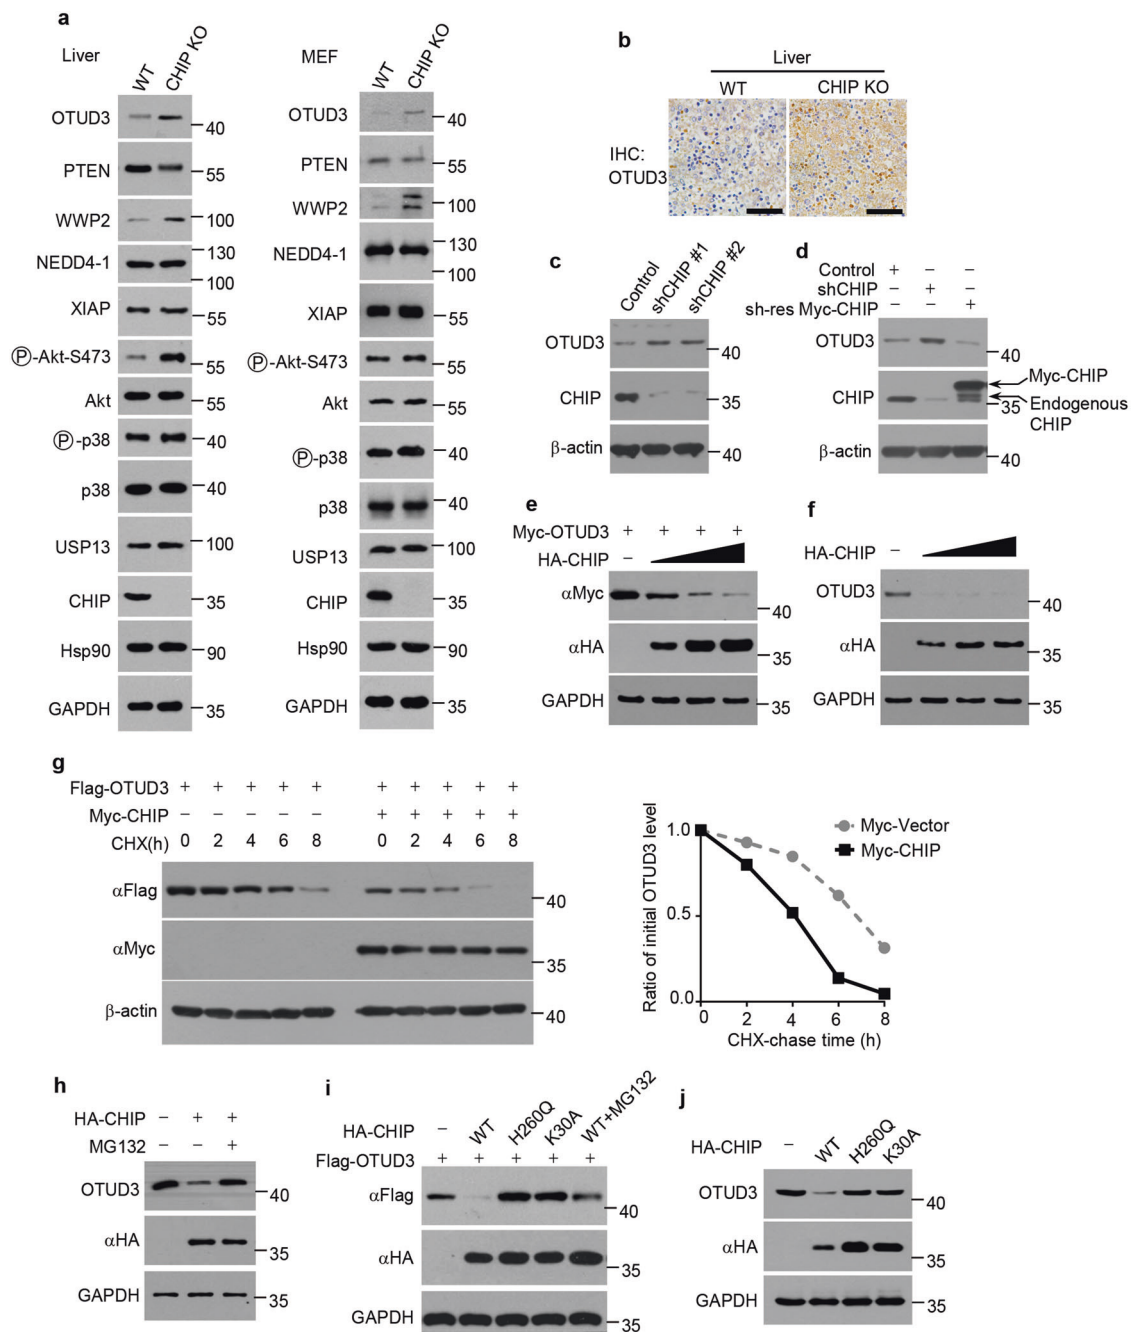 a
Liver
WT
CHIP KO
OTUD3
40
PTEN
55
WWP2
100
NEDD4-1
130
100
XIAP
55
Ⓟ-Akt-S473
55
Akt
55
Ⓟ-p38
40
p38
40
USP13
100
CHIP
35
Hsp90
90
GAPDH
35
MEF
WT
CHIP KO
OTUD3
40
PTEN
55
WWP2
100
NEDD4-1
130
100
XIAP
55
Ⓟ-Akt-S473
55
Akt
55
Ⓟ-p38
40
p38
40
USP13
100
CHIP
35
Hsp90
90
GAPDH
35
b
Liver
WT
CHIP KO
IHC:
OTUD3
c
Control
shCHIP #1
shCHIP #2
OTUD3
40
CHIP
35
β-actin
40
d
Control + − −
shCHIP − + −
sh-res Myc-CHIP − − +
OTUD3
40
CHIP
35
Myc-CHIP
Endogenous
CHIP
β-actin
40
e
Myc-OTUD3 + + + +
HA-CHIP −
αMyc
40
αHA
35
GAPDH
35
f
HA-CHIP −
OTUD3
40
αHA
35
GAPDH
35
g
Flag-OTUD3 + + + + + + + + + +
Myc-CHIP − − − − − + + + + +
CHX(h) 0 2 4 6 8 0 2 4 6 8
αFlag
40
αMyc
35
β-actin
40
Ratio of initial OTUD3 level
1.0
0.5
0.0
0 2 4 6 8
CHX-chase time (h)
Myc-Vector
Myc-CHIP
h
HA-CHIP − + +
MG132 − − +
OTUD3
40
αHA
35
GAPDH
35
i
HA-CHIP − WT H260Q K30A WT+MG132
Flag-OTUD3 + + + + +
αFlag
40
αHA
35
GAPDH
35
j
HA-CHIP − WT H260Q K30A
OTUD3
40
αHA
35
GAPDH
35